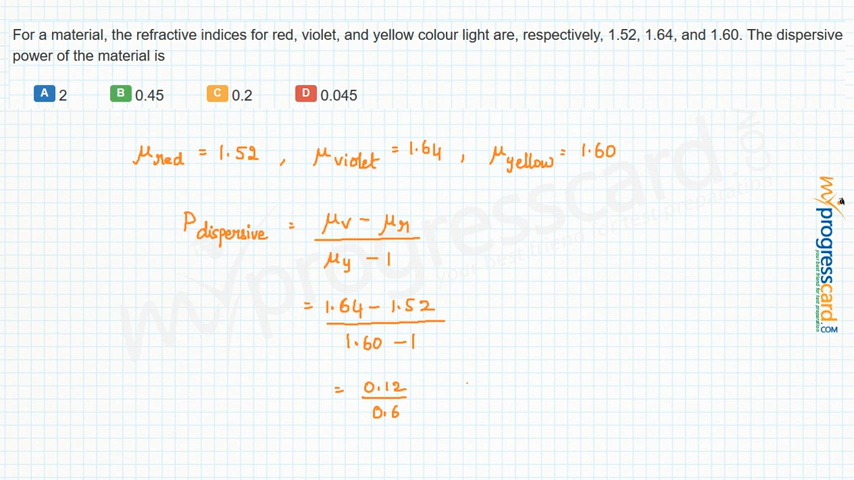 For a material, the refractive indices for red, violet, and yellow colour light are, respectively, 1.52, 1.64, and 1.60. The dispersive
power of the material is
A 2 B 0.45 C 0.2 D 0.045
μred = 1.52 , μviolet = 1.64 , μyellow = 1.60
Pdispersive = μv - μr
μy - 1
= 1.64 - 1.52
1.60 - 1
= 0.12
0.6
myprogresscard
.COM
myprogresscard.COM